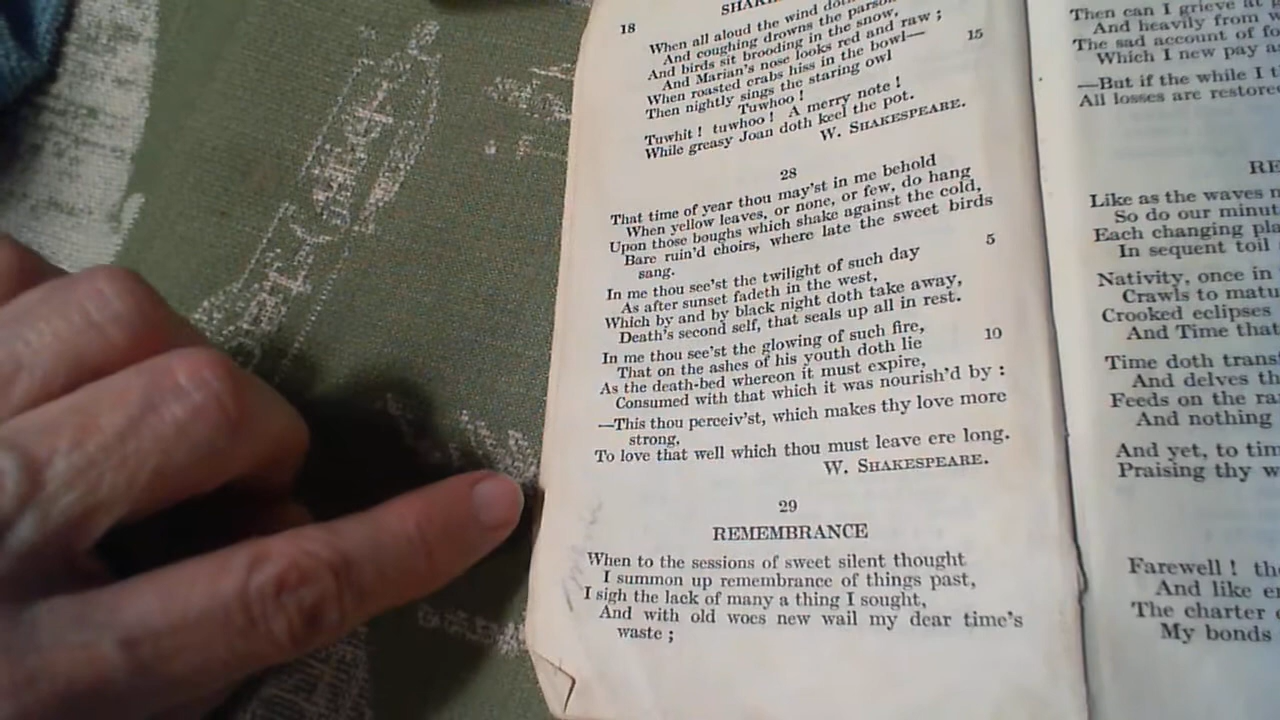 18
When all aloud the wind doth
And coughing drowns the parson
And birds sit brooding in the snow,
And Marian's nose looks red and raw ;
When roasted crabs hiss in the bowl— 15
Then nightly sings the staring owl
Tuwhoo !
Tuwhit ! tuwhoo ! A merry note !
While greasy Joan doth keel the pot.
W. SHAKESPEARE.
28
That time of year thou may'st in me behold
When yellow leaves, or none, or few, do hang
Upon those boughs which shake against the cold,
Bare ruin'd choirs, where late the sweet birds
sang.
In me thou see'st the twilight of such day 5
As after sunset fadeth in the west,
Which by and by black night doth take away,
Death's second self, that seals up all in rest.
In me thou see'st the glowing of such fire,
That on the ashes of his youth doth lie 10
As the death-bed whereon it must expire,
Consumed with that which it was nourish'd by :
—This thou perceiv'st, which makes thy love more
strong,
To love that well which thou must leave ere long.
W. SHAKESPEARE.
29
REMEMBRANCE
When to the sessions of sweet silent thought
I summon up remembrance of things past,
I sigh the lack of many a thing I sought,
And with old woes new wail my dear time's
waste ;
Then can I grieve at
And heavily from w
The sad account of fo
Which I new pay a
—But if the while I t
All losses are restore
RE
Like as the waves
So do our minut
Each changing pla
In sequent toil
Nativity, once in
Crawls to matu
Crooked eclipses
And Time that
Time doth trans
And delves th
Feeds on the ra
And nothing
And yet, to tim
Praising thy w
Farewell ! th
And like e
The charter
My bonds